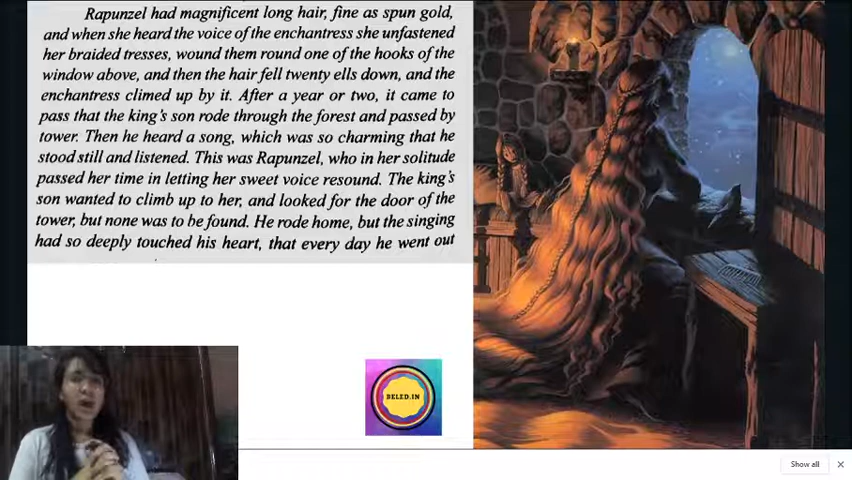 Rapunzel had magnificent long hair, fine as spun gold,
and when she heard the voice of the enchantress she unfastened
her braided tresses, wound them round one of the hooks of the
window above, and then the hair fell twenty ells down, and the
enchantress climed up by it. After a year or two, it came to
pass that the king's son rode through the forest and passed by
tower. Then he heard a song, which was so charming that he
stood still and listened. This was Rapunzel, who in her solitude
passed her time in letting her sweet voice resound. The king's
son wanted to climb up to her, and looked for the door of the
tower, but none was to be found. He rode home, but the singing
had so deeply touched his heart, that every day he went out
BELED.IN
Show all